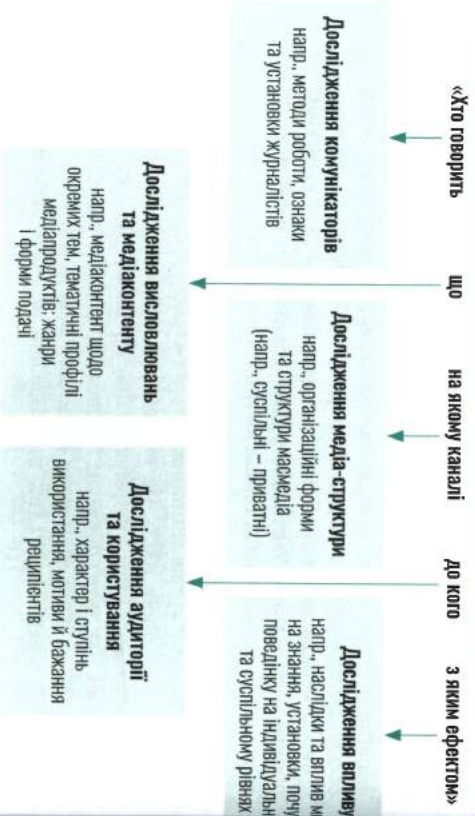 «Хто говорить
що
на якому каналі
до кого
з яким ефектом»
Дослідження комунікаторів
напр., методи роботи, ознаки
та установки журналістів
Дослідження медіа-структури
напр., організаційні форми
та структури масмедіа
(напр., суспільні – приватні)
Дослідження впливу
напр., наслідки та вплив
на знання, установки,
поведінку на
та суспільному рівнях
Дослідження висловлювань
та медіаконтенту
напр., медіаконтент щодо
окремих тем, тематичні профілі
медіапродуктів: жанри
і форми подачі
Дослідження аудиторії
та користування
напр., характер і ступінь
використання, мотиви й бажання
реципієнтів